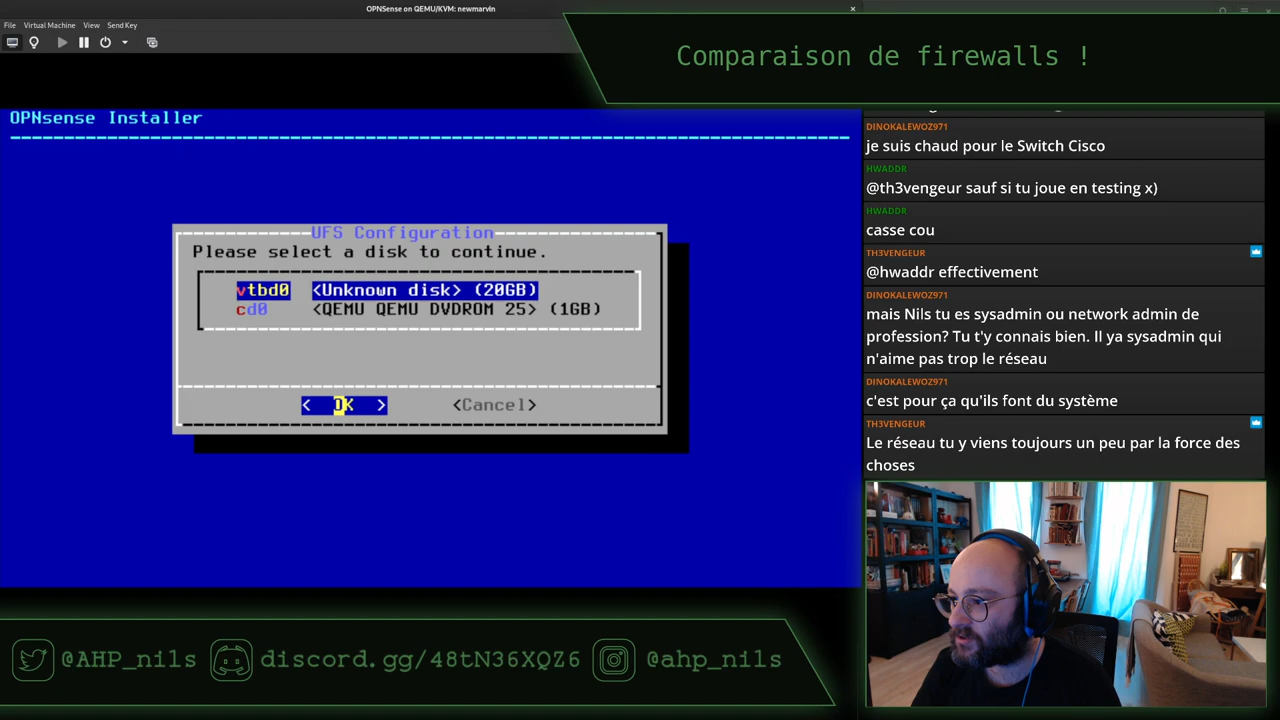 OPNSense on QEMU/KVM: newmarvin
File Virtual Machine View Send Key
Comparaison de firewalls !
OPNsense Installer
UFS Configuration
Please select a disk to continue.
vtbd0 <Unknown disk> (20GB)
cd0 <QEMU QEMU DVDROM 25> (1GB)
< OK > <Cancel>
DINOKALEWOZ971
je suis chaud pour le Switch Cisco
HWADDR
@th3vengeur sauf si tu joue en testing x)
HWADDR
casse cou
TH3VENGEUR
@hwaddr effectivement
DINOKALEWOZ971
mais Nils tu es sysadmin ou network admin de
profession? Tu t'y connais bien. Il ya sysadmin qui
n'aime pas trop le réseau
DINOKALEWOZ971
c'est pour ça qu'ils font du système
TH3VENGEUR
Le réseau tu y viens toujours un peu par la force des
choses
@AHP_nils discord.gg/48tN36XQZ6 @ahp_nils